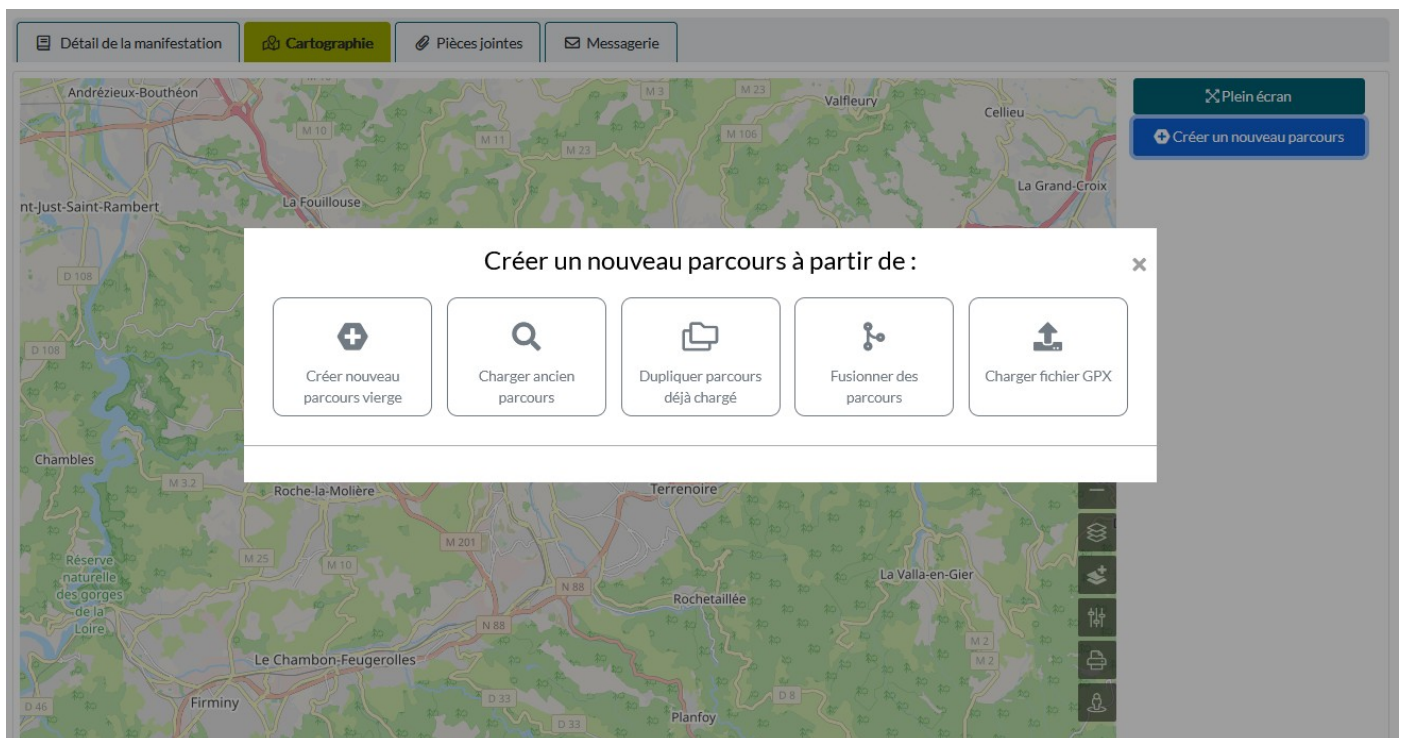 Détail de la manifestation
Cartographie
Pièces jointes
Messagerie
Plein écran
Créer un nouveau parcours
Andrézieux-Bouthéon
M 3
M 23
Valfleury
Cellieu
M 10
M 11
M 106
M 23
La Grand-Croix
nt-Just-Saint-Rambert
La Fouillouse
Créer un nouveau parcours à partir de :
D 108
D 108
Créer nouveau
parcours vierge
Charger ancien
parcours
Dupliquer parcours
déjà chargé
Fusionner des
parcours
Charger fichier GPX
Chambles
M 3.2
Roche-la-Molière
Terrenoire
M 201
Réserve
naturelle
des gorges
de la
Loire
M 25
M 10
N 88
La Valla-en-Gier
Rochetaillée
N 88
M 2
Le Chambon-Feugerolles
M 2
D 46
Firminy
D 33
D 8
D 33
Planfoy